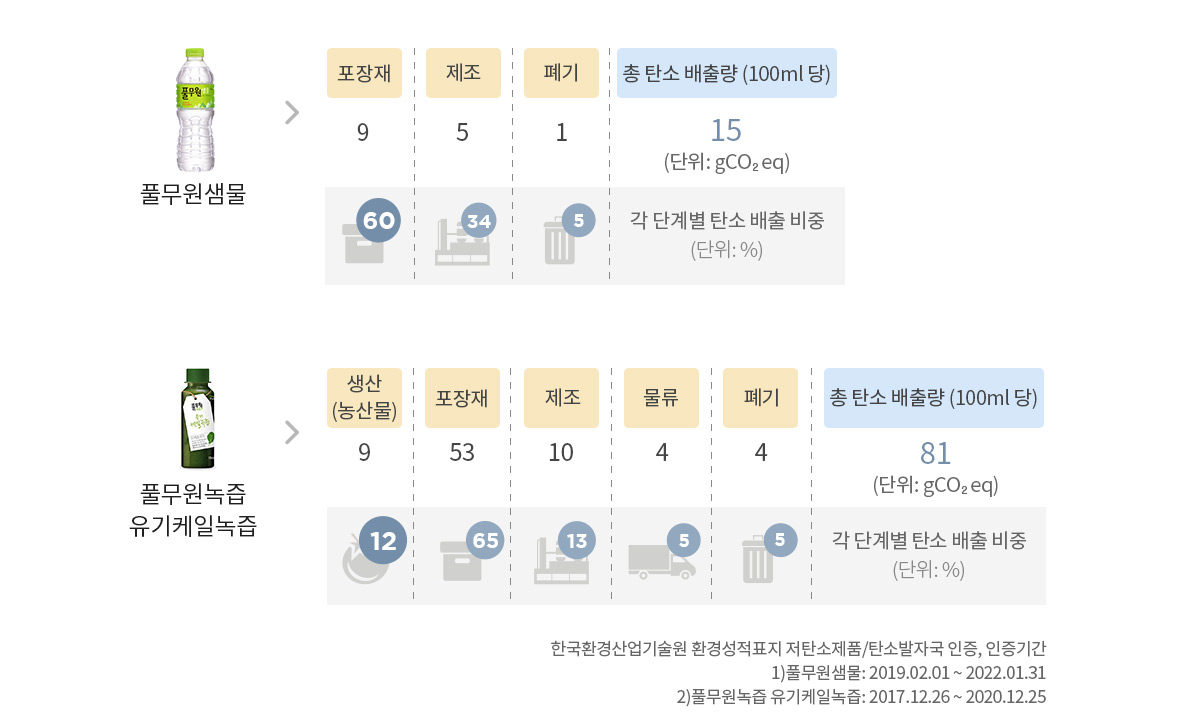 포장재 제조 폐기 총 탄소 배출량 (100ml 당)
풀무원
9 5 1 15
(단위: gCO₂ eq)
풀무원샘물
60 34 5 각 단계별 탄소 배출 비중
(단위: %)
생산
(농산물) 포장재 제조 물류 폐기 총 탄소 배출량 (100ml 당)
풀무원
9 53 10 4 4 81
(단위: gCO₂ eq)
풀무원녹즙
유기케일녹즙
12 65 13 5 5 각 단계별 탄소 배출 비중
(단위: %)
한국환경산업기술원 환경성적표지 저탄소제품/탄소발자국 인증, 인증기간
1)풀무원샘물: 2019.02.01 ~ 2022.01.31
2)풀무원녹즙 유기케일녹즙: 2017.12.26 ~ 2020.12.25